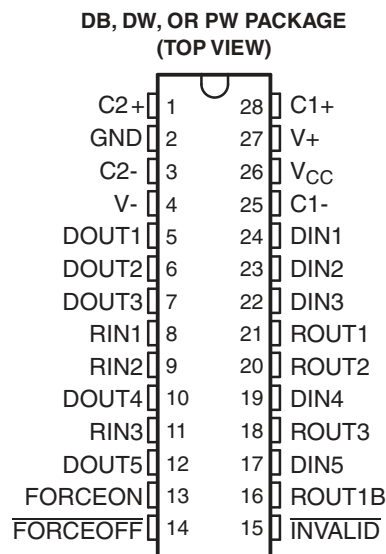 DB, DW, OR PW PACKAGE
(TOP VIEW)
C2+ 1 28 C1+
GND 2 27 V+
C2- 3 26 VCC
V- 4 25 C1-
DOUT1 5 24 DIN1
DOUT2 6 23 DIN2
DOUT3 7 22 DIN3
RIN1 8 21 ROUT1
RIN2 9 20 ROUT2
DOUT4 10 19 DIN4
RIN3 11 18 ROUT3
DOUT5 12 17 DIN5
FORCEON 13 16 ROUT1B
FORCEOFF 14 15 INVALID